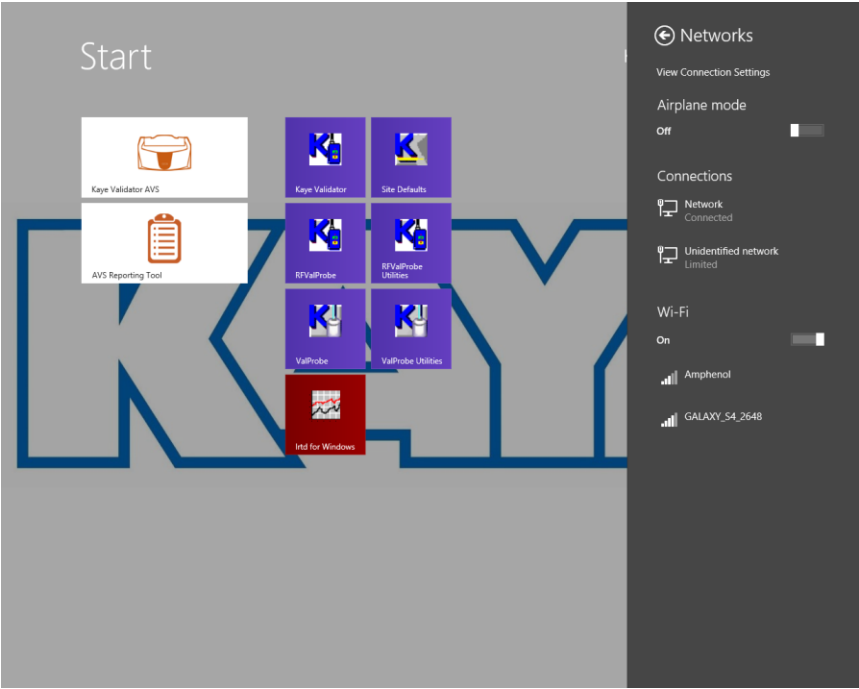 Start
Kaye Validator AVS
AVS Reporting Tool
Kaye Validator
Site Defaults
RFValProbe
RFValProbe
Utilities
ValProbe
ValProbe Utilities
Irtd for Windows
KAY
Networks
View Connection Settings
Airplane mode
Off
Connections
Network
Connected
Unidentified network
Limited
Wi-Fi
On
Amphenol
GALAXY_S4_2648